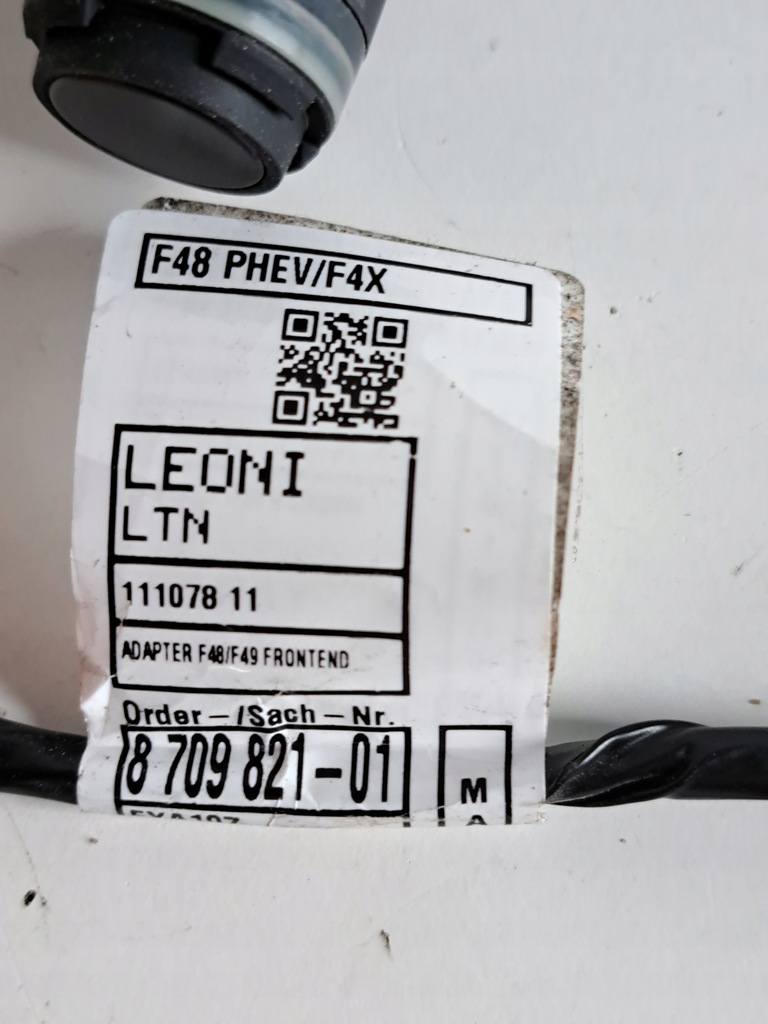 F48 PHEV/F4X
LEONI
LTN
111078 11
ADAPTER F48/F49 FRONTEND
Order-/Sach-Nr.
8 709 821-01
M
A